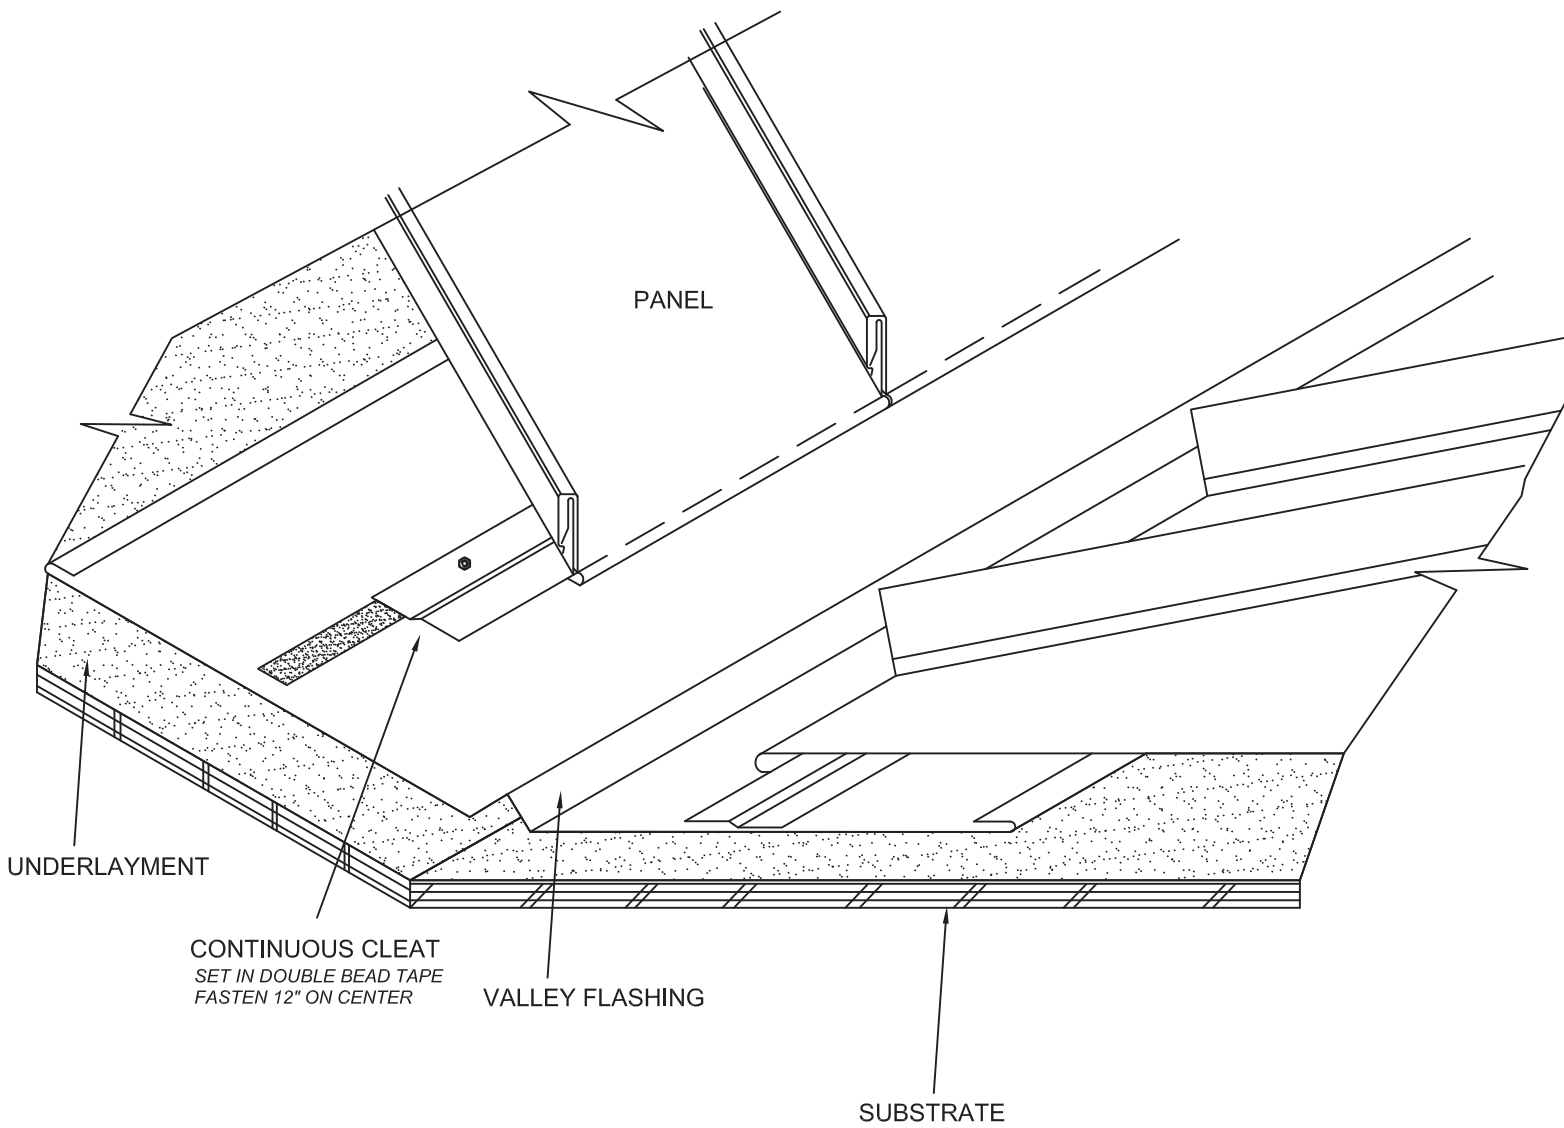 PANEL
UNDERLAYMENT
CONTINUOUS CLEAT
SET IN DOUBLE BEAD TAPE
FASTEN 12" ON CENTER
VALLEY FLASHING
SUBSTRATE